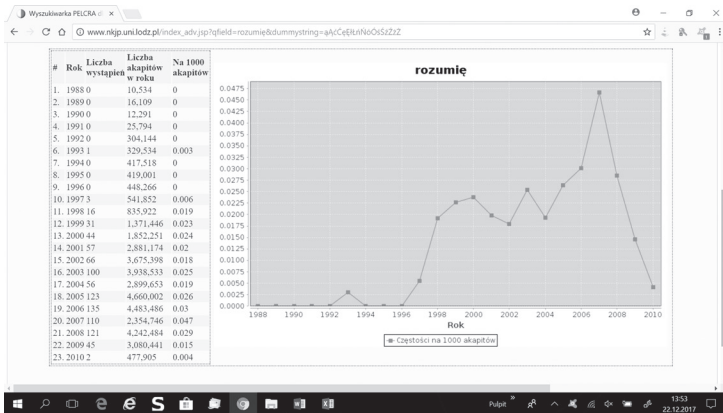 Wyszukiwarka PELCRA d
www.nkjp.uni.lodz.pl/index_adv.jsp?qfield=rozumię&dummystring=ąĄćĆęĘłŁńŃóÓśŚżŻźŹ
# Rok Liczba wystąpień Liczba akapitów w roku Na 1000 akapitów
1. 1988 0 10,534 0
2. 1989 0 16,109 0
3. 1990 0 12,291 0
4. 1991 0 25,794 0
5. 1992 0 304,144 0
6. 1993 1 329,534 0.003
7. 1994 0 417,518 0
8. 1995 0 419,001 0
9. 1996 0 448,266 0
10. 1997 3 541,852 0.006
11. 1998 16 835,922 0.019
12. 1999 31 1,371,446 0.023
13. 2000 44 1,852,251 0.024
14. 2001 57 2,881,174 0.02
15. 2002 66 3,675,398 0.018
16. 2003 100 3,938,533 0.025
17. 2004 56 2,899,653 0.019
18. 2005 123 4,660,002 0.026
19. 2006 135 4,483,486 0.03
20. 2007 110 2,354,746 0.047
21. 2008 121 4,242,484 0.029
22. 2009 45 3,080,441 0.015
23. 2010 2 477,905 0.004
rozumię
0.0475
0.0450
0.0425
0.0400
0.0375
0.0350
0.0325
0.0300
0.0275
0.0250
0.0225
0.0200
0.0175
0.0150
0.0125
0.0100
0.0075
0.0050
0.0025
0.0000
1988 1990 1992 1994 1996 1998 2000 2002 2004 2006 2008 2010
Rok
Częstości na 1000 akapitów
Pulpit
13:53
22.12.2017